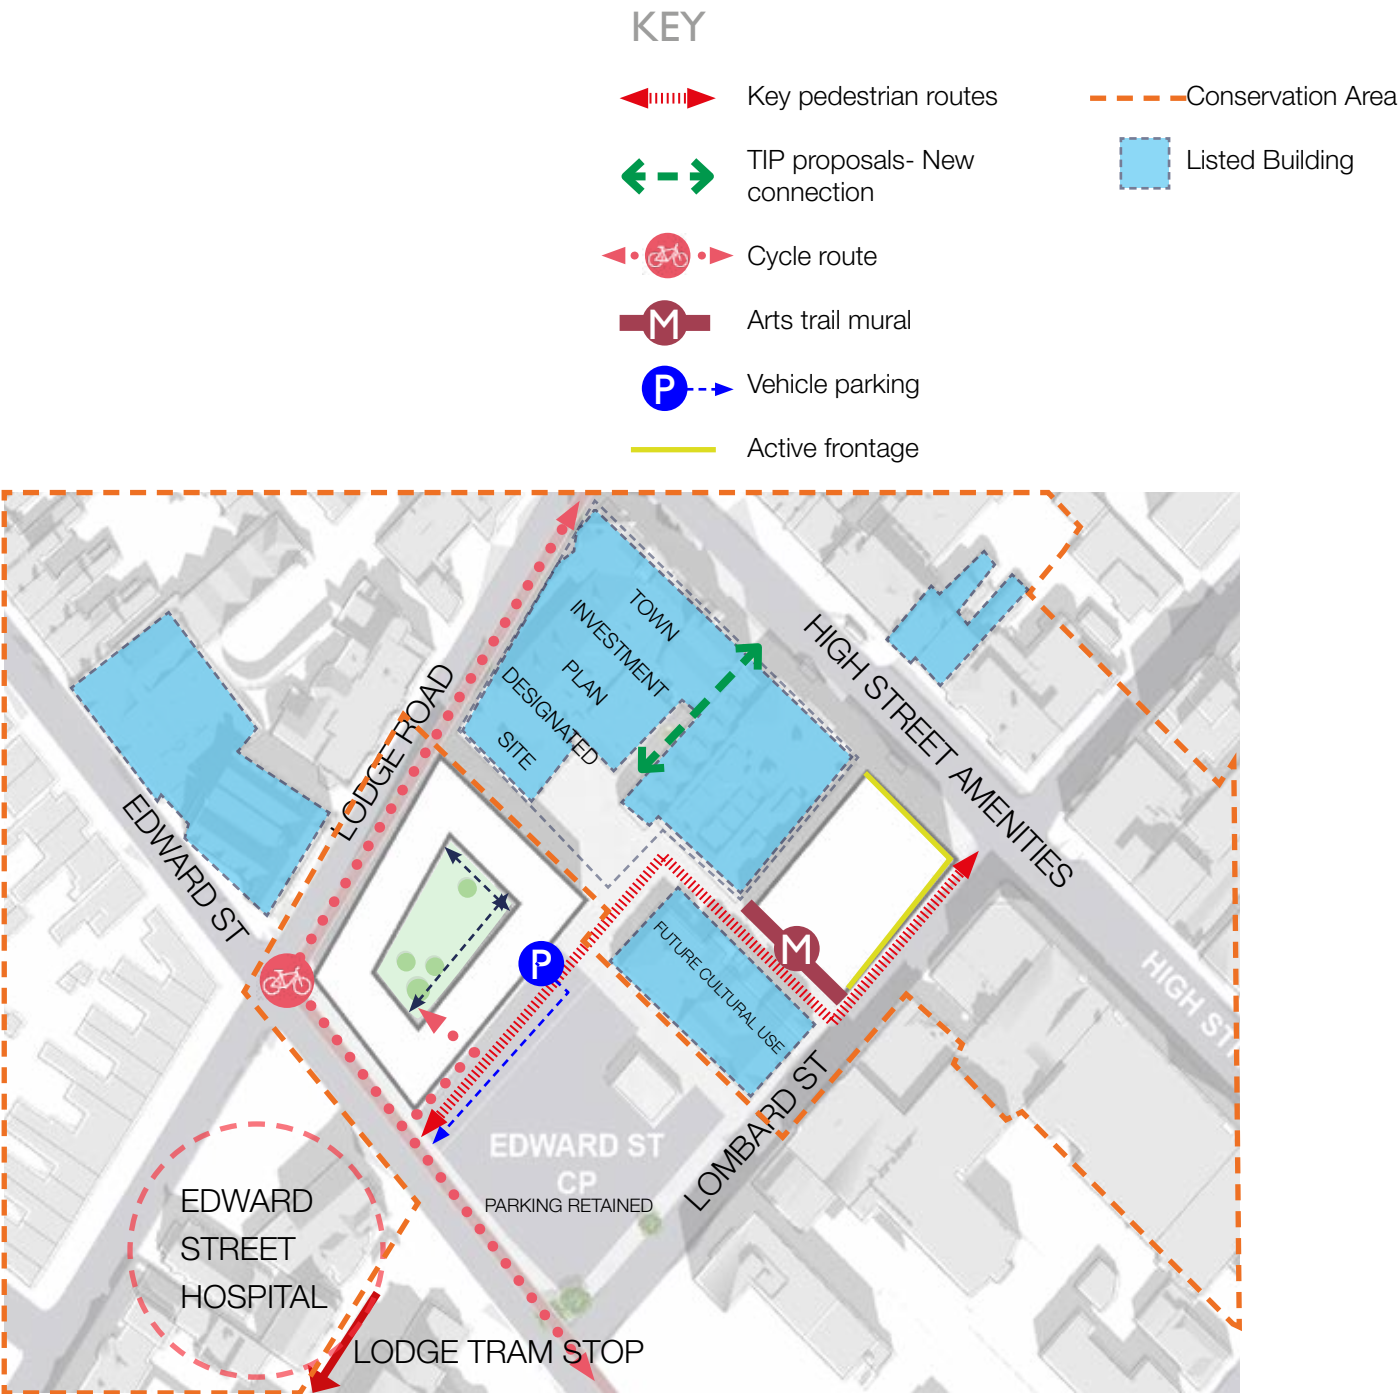 KEY
Key pedestrian routes
Conservation Area
TIP proposals- New
connection
Listed Building
Cycle route
M
Arts trail mural
P
Vehicle parking
Active frontage
TOWN
INVESTMENT
PLAN
DESIGNATED
SITE
HIGH STREET AMENITIES
LODGE ROAD
EDWARD ST
M
P
FUTURE CULTURAL USE
HIGH ST
LOMBARD ST
EDWARD ST
CP
PARKING RETAINED
EDWARD
STREET
HOSPITAL
LODGE TRAM STOP